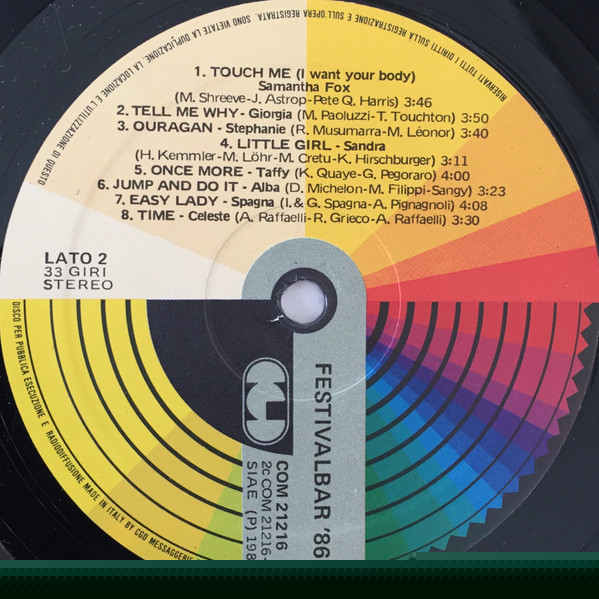 RISERVATI TUTTI I DIRITTI SULLA REGISTRAZIONE E SULL'OPERA REGISTRATA. SONO VIETATE LA DUPLICAZIONE, LA LOCAZIONE E L'UTILIZZAZIONE DI QUESTO
DISCO PER PUBBLICA ESECUZIONE E RADIODIFFUSIONE MADE IN ITALY BY CGD MESSAGGERIE
1. TOUCH ME (I want your body)
Samantha Fox
(M. Shreeve-J. Astrop-Pete Q. Harris) 3:46
2. TELL ME WHY - Giorgia (M. Paoluzzi-T. Touchton) 3:50
3. OURAGAN - Stephanie (R. Musumarra-M. Léonor) 3:40
4. LITTLE GIRL - Sandra
(H. Kemmler-M. Löhr-M. Cretu-K. Hirschburger) 3:11
5. ONCE MORE - Taffy (K. Quaye-G. Pegoraro) 4:00
6. JUMP AND DO IT - Alba (D. Michelon-M. Filippi-Sangy) 3:23
7. EASY LADY - Spagna (I. & G. Spagna-A. Pignagnoli) 4:08
8. TIME - Celeste (A. Raffaelli-R. Grieco-A. Raffaelli) 3:30
LATO 2
33 GIRI
STEREO
FESTIVALBAR '86
COM 21216
2c COM 21216-
SIAE (P) 198